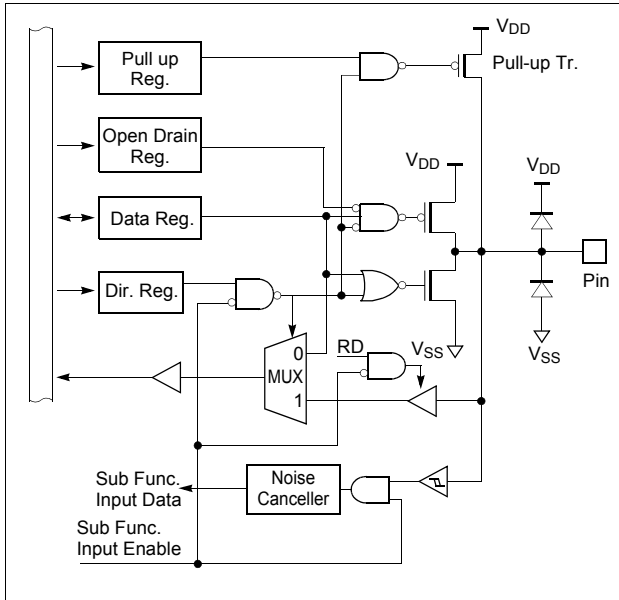 VDD
Pull up
Reg.
Pull-up Tr.
Open Drain
Reg.
VDD
VDD
Data Reg.
Dir. Reg.
Pin
0
RD
VSS
VSS
MUX
1
Sub Func.
Input Data
Noise
Canceller
Sub Func.
Input Enable